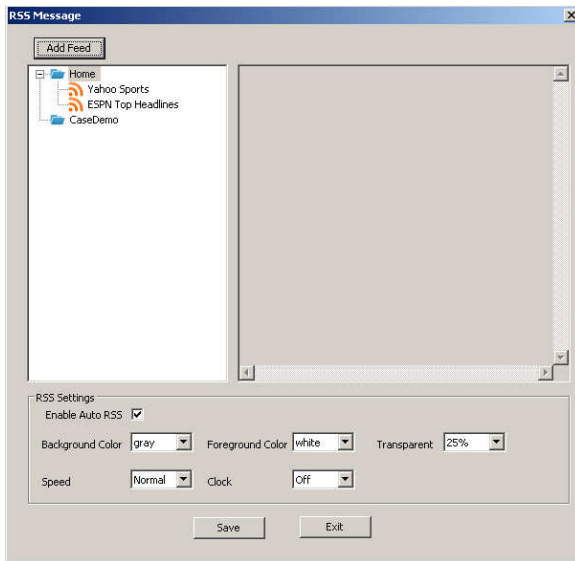 RSS Message
Add Feed
Home
Yahoo Sports
ESPN Top Headlines
CaseDemo
RSS Settings
Enable Auto RSS
Background Color gray Foreground Color white Transparent 25%
Speed Normal Clock Off
Save Exit